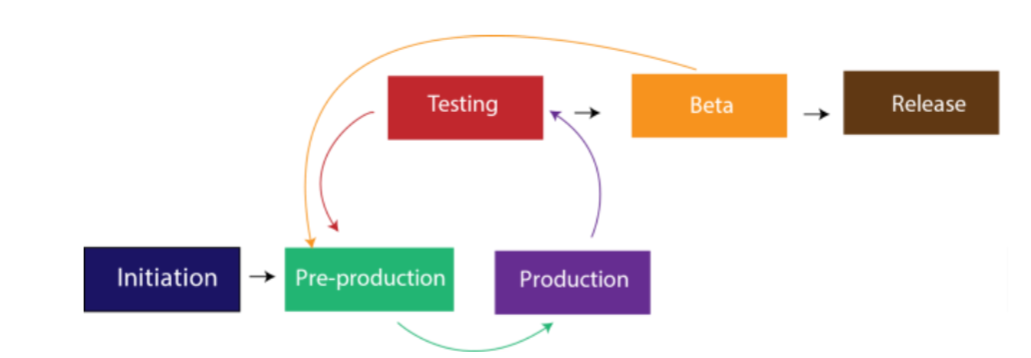 Testing
Beta
Release
Initiation
Pre-production
Production